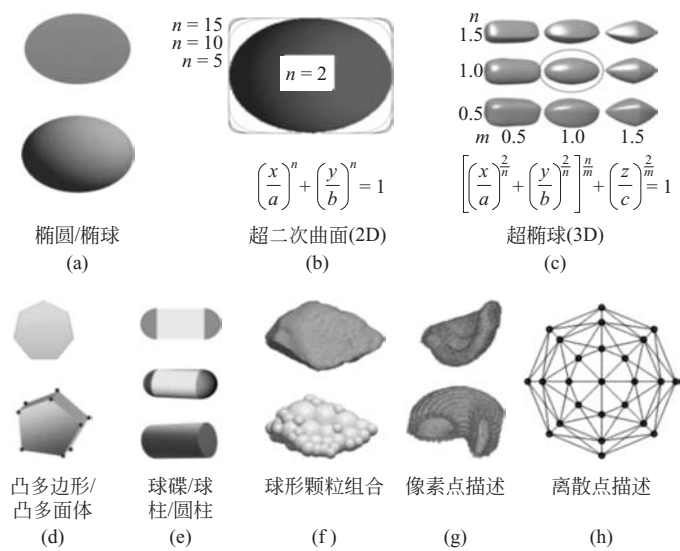 n = 15
n = 10
n = 5
n = 2
n
1.5
1.0
0.5
m 0.5 1.0 1.5
(x/a)^n + (y/b)^n = 1
[(x/a)^{2/n} + (y/b)^{2/n}]^{n/m} + (z/c)^{2/m} = 1
椭圆/椭球
超二次曲面(2D)
超椭球(3D)
(a)
(b)
(c)
凸多边形/
凸多面体
球碟/球
柱/圆柱
球形颗粒组合
像素点描述
离散点描述
(d)
(e)
(f)
(g)
(h)